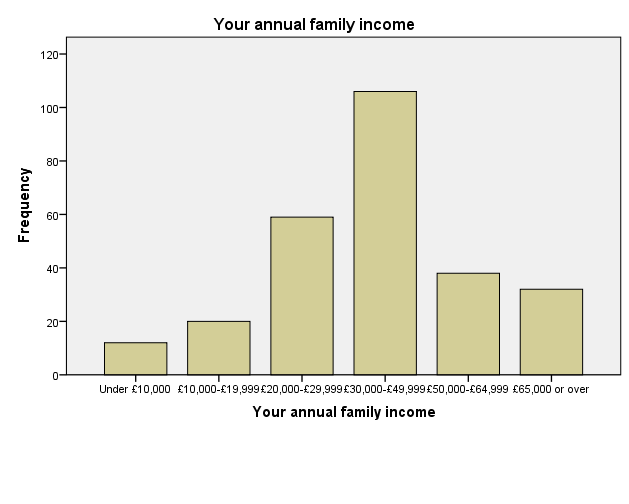 Your annual family income
120
100
80
60
40
20
0
Frequency
Under £10,000 £10,000-£19,999 £20,000-£29,999 £30,000-£49,999 £50,000-£64,999 £65,000 or over
Your annual family income